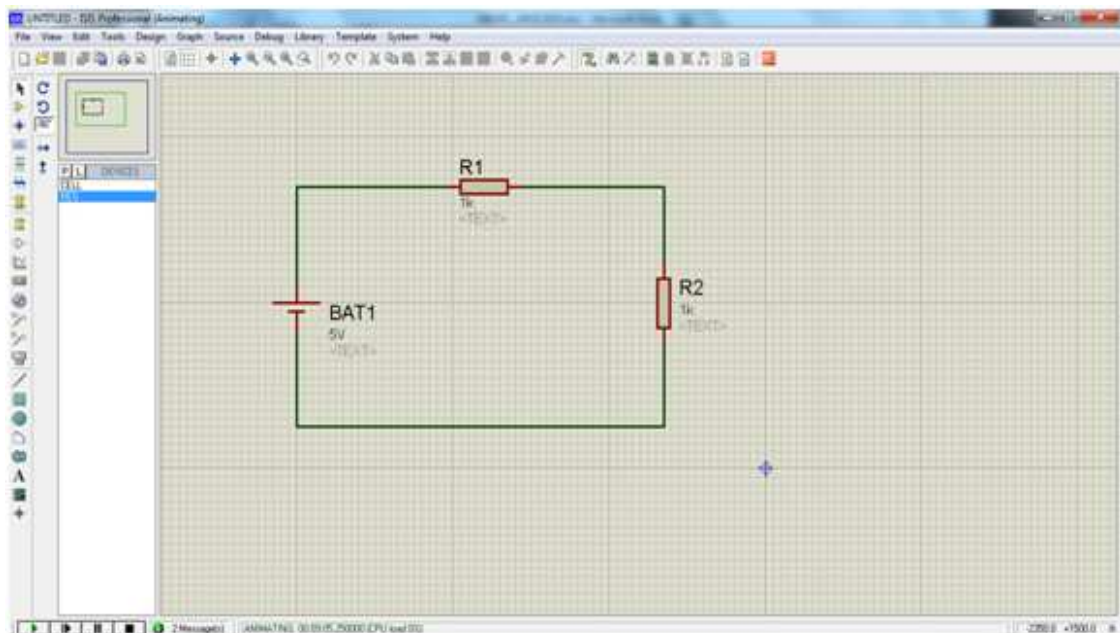 UNTITLED - ISIS Professional (Animating)
File View Edit Tools Design Graph Source Debug Library Template System Help
P L DEVICES
CELL
RES
R1
1k
<TEXT>
R2
1k
<TEXT>
BAT1
5V
<TEXT>
A
2 Message(s)